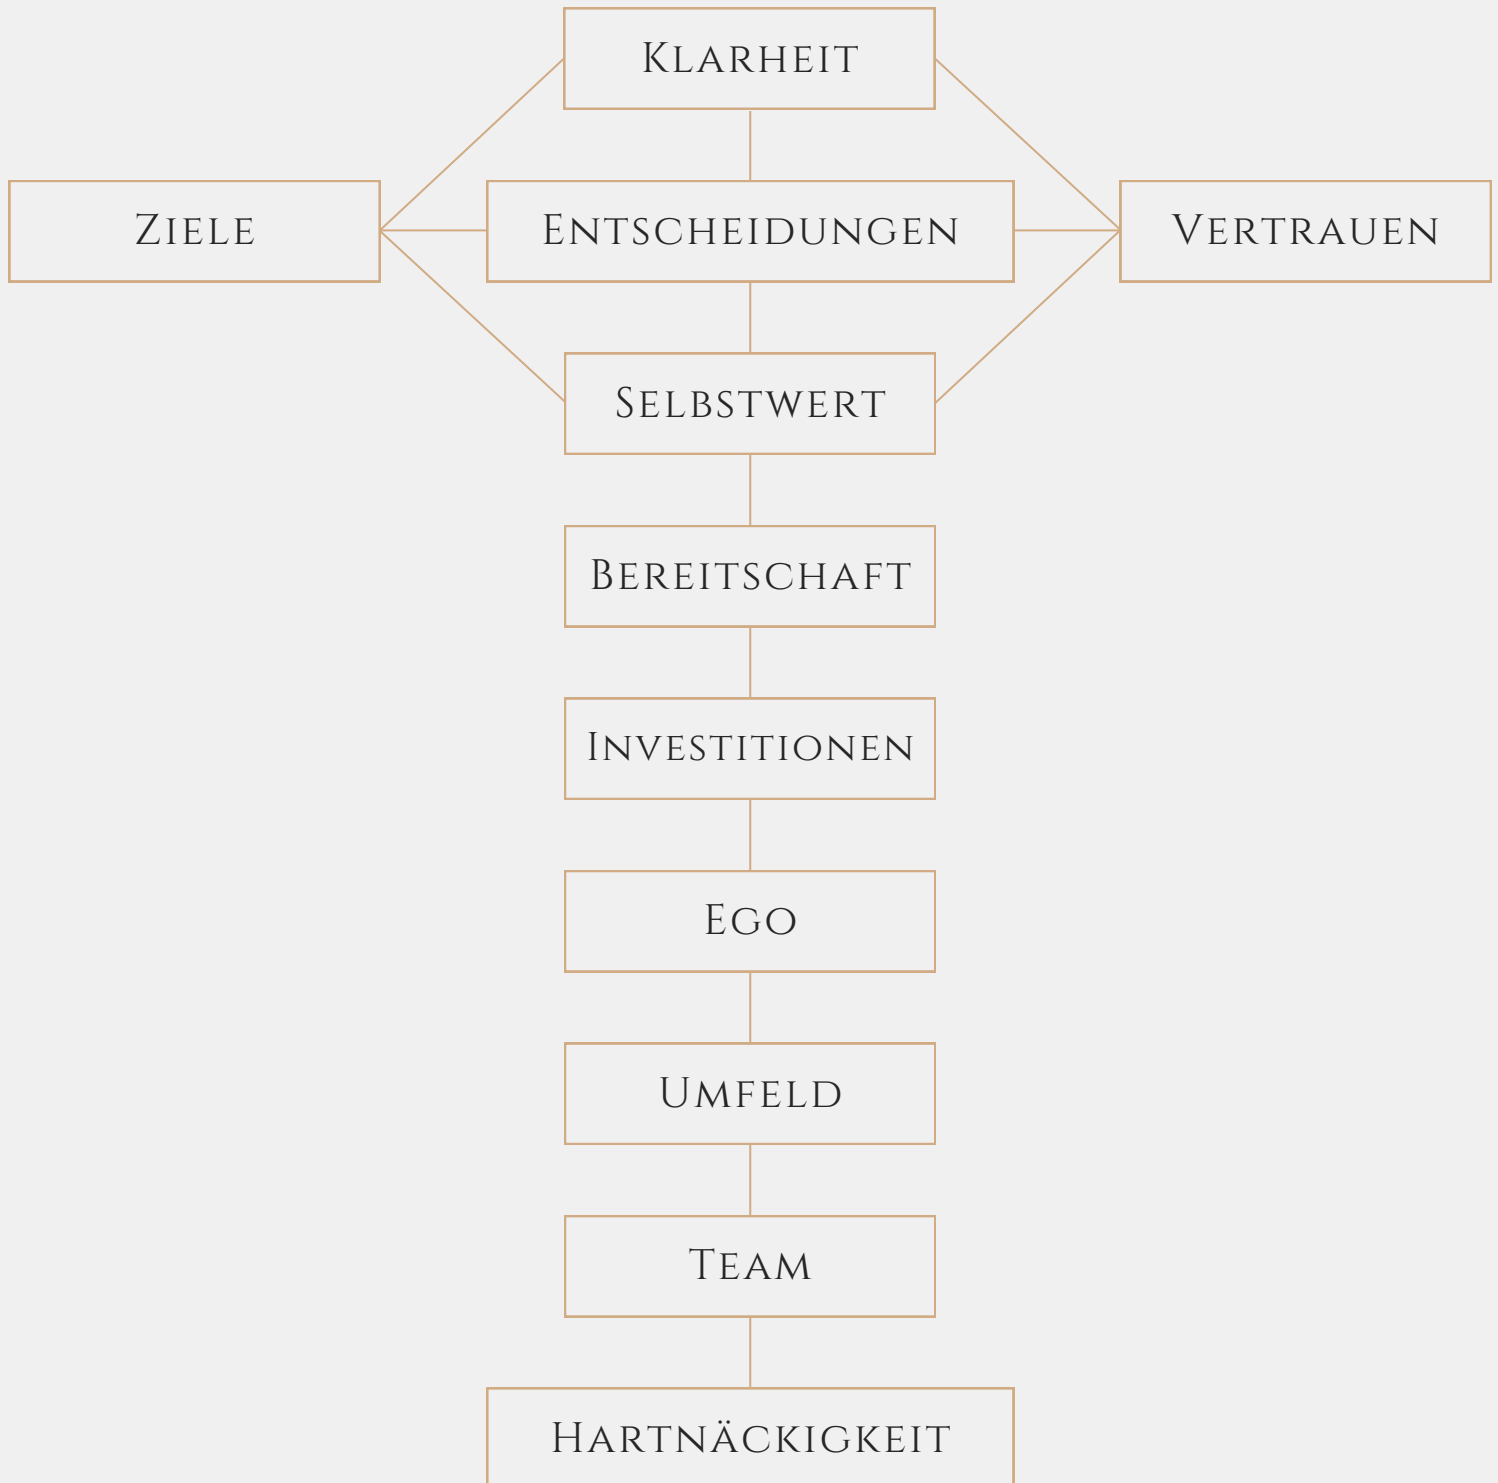 Klarheit
Ziele
Entscheidungen
Vertrauen
Selbstwert
Bereitschaft
Investitionen
Ego
Umfeld
Team
Hartnäckigkeit